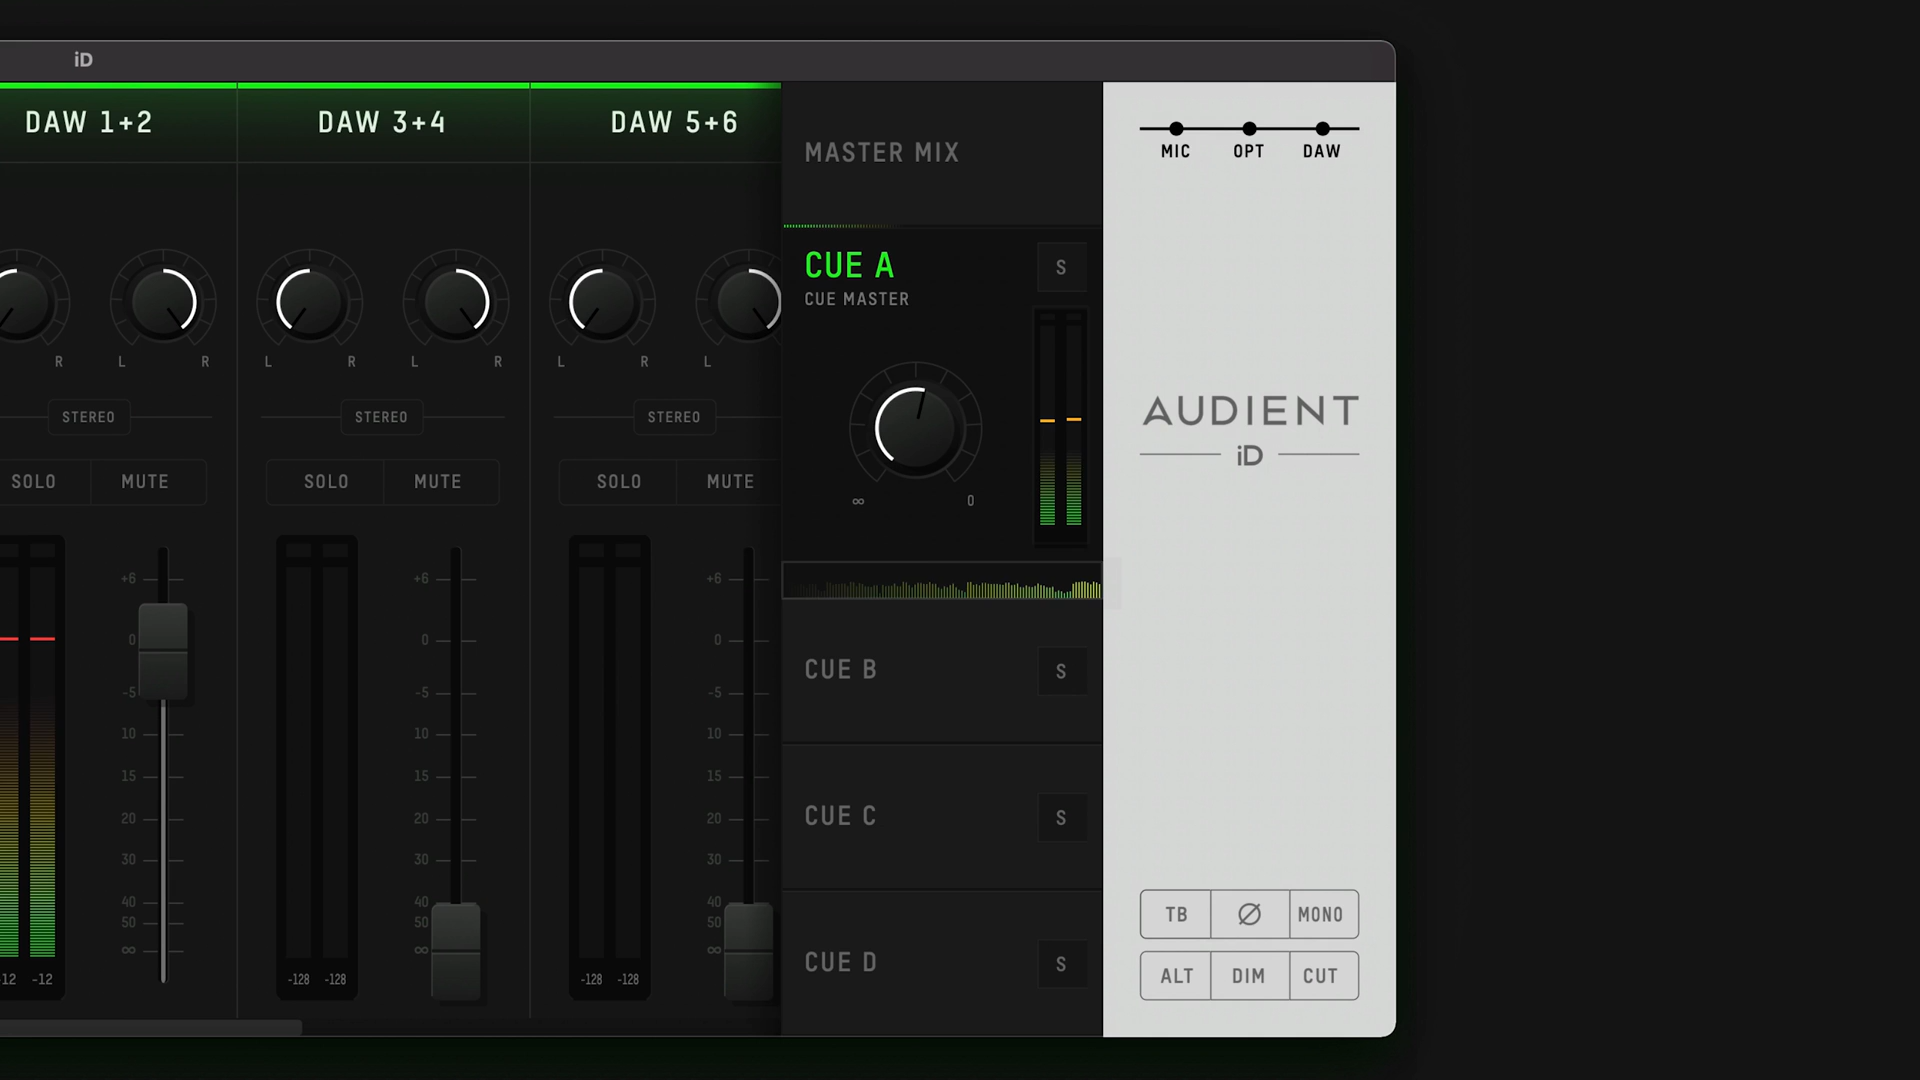 iD
DAW 1+2
DAW 3+4
DAW 5+6
MASTER MIX
MIC OPT DAW
CUE A S
CUE MASTER
R L R L R L R L R L
∞ 0
AUDIENT
iD
STEREO STEREO STEREO
SOLO MUTE SOLO MUTE SOLO MUTE
+6 +6 +6
0 0 0
-5 -5 -5
10 10 10
15 15 15
20 20 20
30 30 30
40 40 40
50 50 50
∞ ∞ ∞
-12 -12 -128 -128 -128 -128
CUE B S
CUE C S
CUE D S
TB Ø MONO
ALT DIM CUT